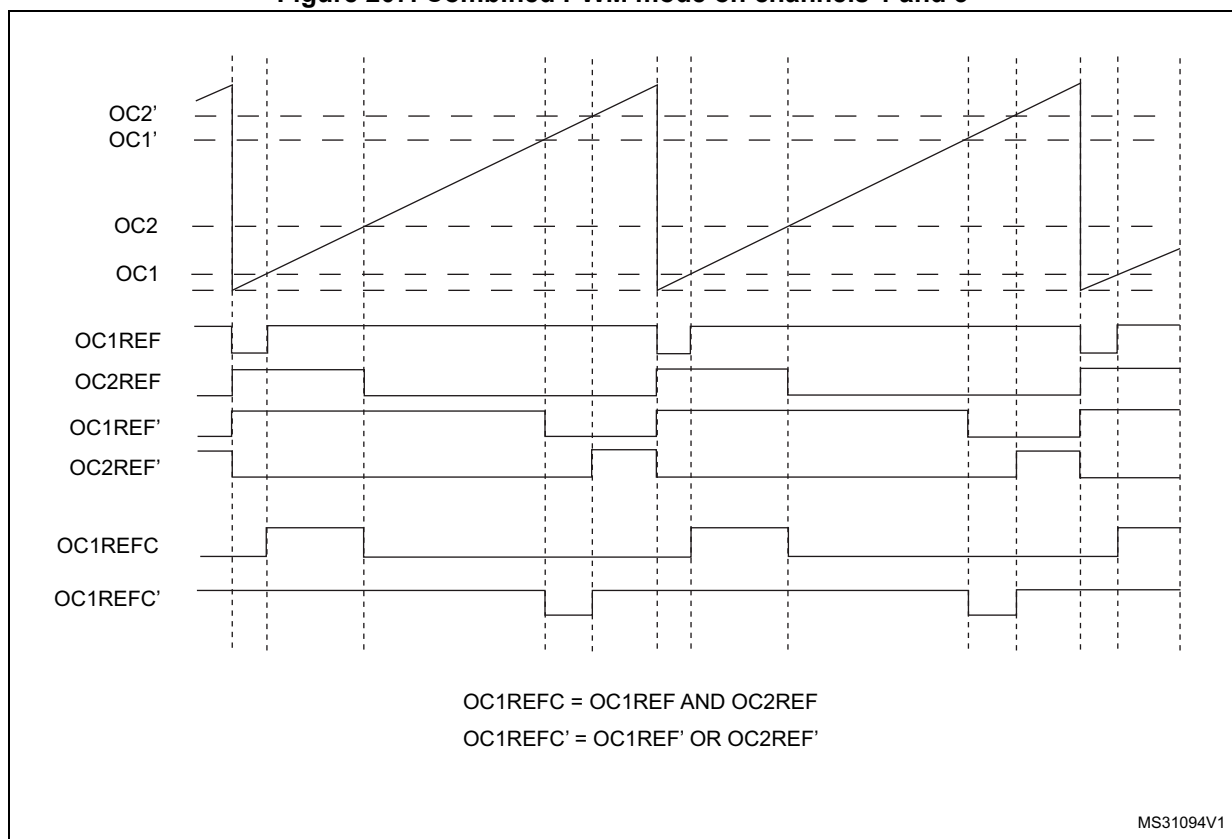 OC2’
OC1’
OC2
OC1
OC1REF
OC2REF
OC1REF’
OC2REF’
OC1REFC
OC1REFC’
OC1REFC = OC1REF AND OC2REF
OC1REFC’ = OC1REF’ OR OC2REF’
MS31094V1